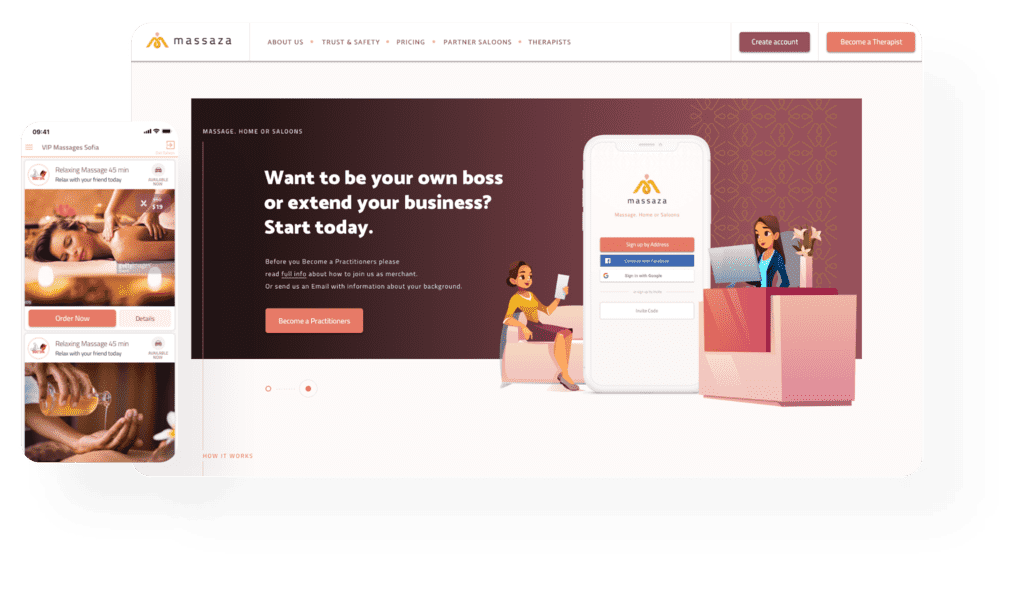 massaza
ABOUT US
TRUST & SAFETY
PRICING
PARTNER SALOONS
THERAPISTS
Create account
Become a Therapist
MASSAGE, HOME OR SALOONS
Want to be your own boss
or extend your business?
Start today.
Before you Become a Practitioners please
read full info about how to join us as merchant.
Or send us an Email with information about your background.
Become a Practitioners
HOW IT WORKS
massaza
Massage, Home or Saloons
Sign up by Address
Continue with Facebook
Sign in with Google
Invite Code
09:41
VIP Massages Sofia
Relaxing Massage 45 min
Relax with your friend today
AVAILABLE
NOW
$19
Order Now
Details
Relaxing Massage 45 min
Relax with your friend today
AVAILABLE
NOW